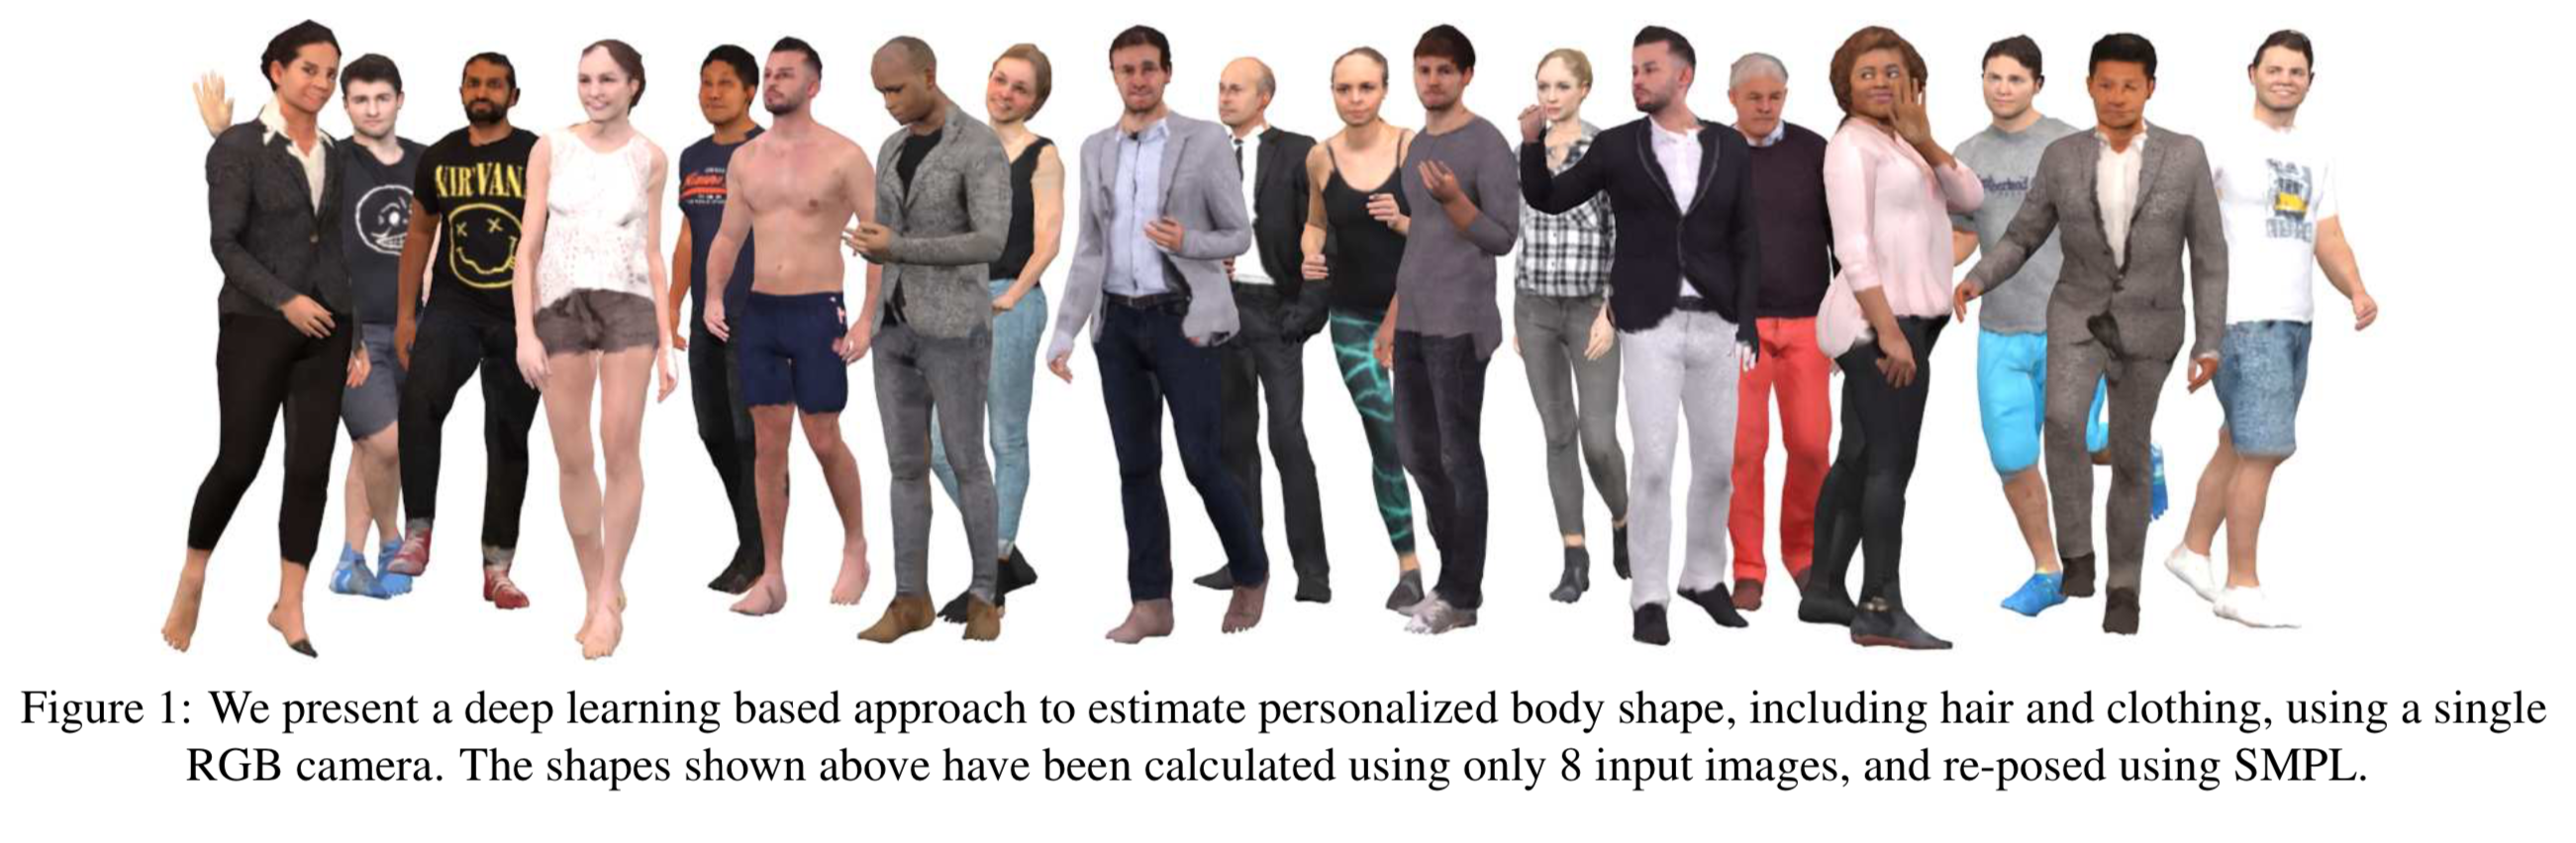 NIRVAN
Figure 1: We present a deep learning based approach to estimate personalized body shape, including hair and clothing, using a single
RGB camera. The shapes shown above have been calculated using only 8 input images, and re-posed using SMPL.